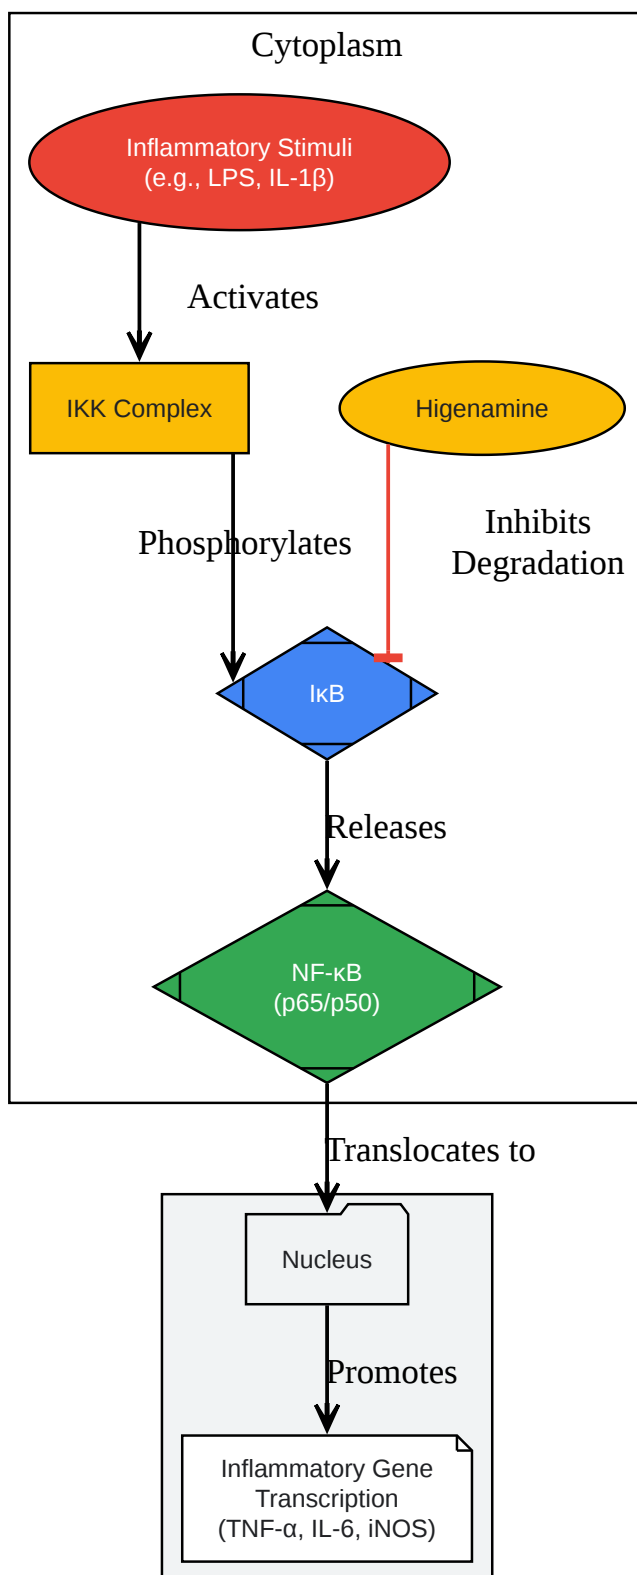 Cytoplasm
Inflammatory Stimuli
(e.g., LPS, IL-1β)
Activates
IKK Complex
Higenamine
Phosphorylates
Inhibits
Degradation
IκB
Releases
NF-κB
(p65/p50)
Translocates to
Nucleus
Promotes
Inflammatory Gene
Transcription
(TNF-α, IL-6, iNOS)